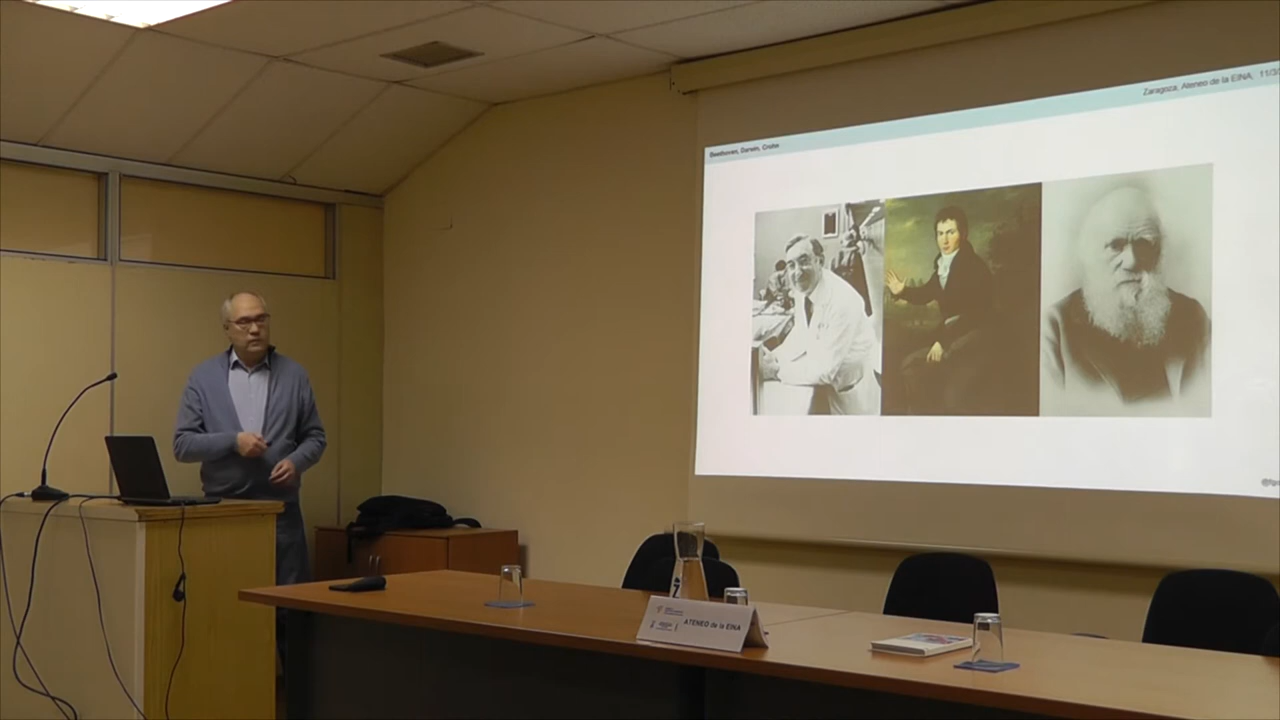 Zaragoza, Ateneo de la EINA,
Beethoven, Darwin, Crohn
ATENEO de la EINA